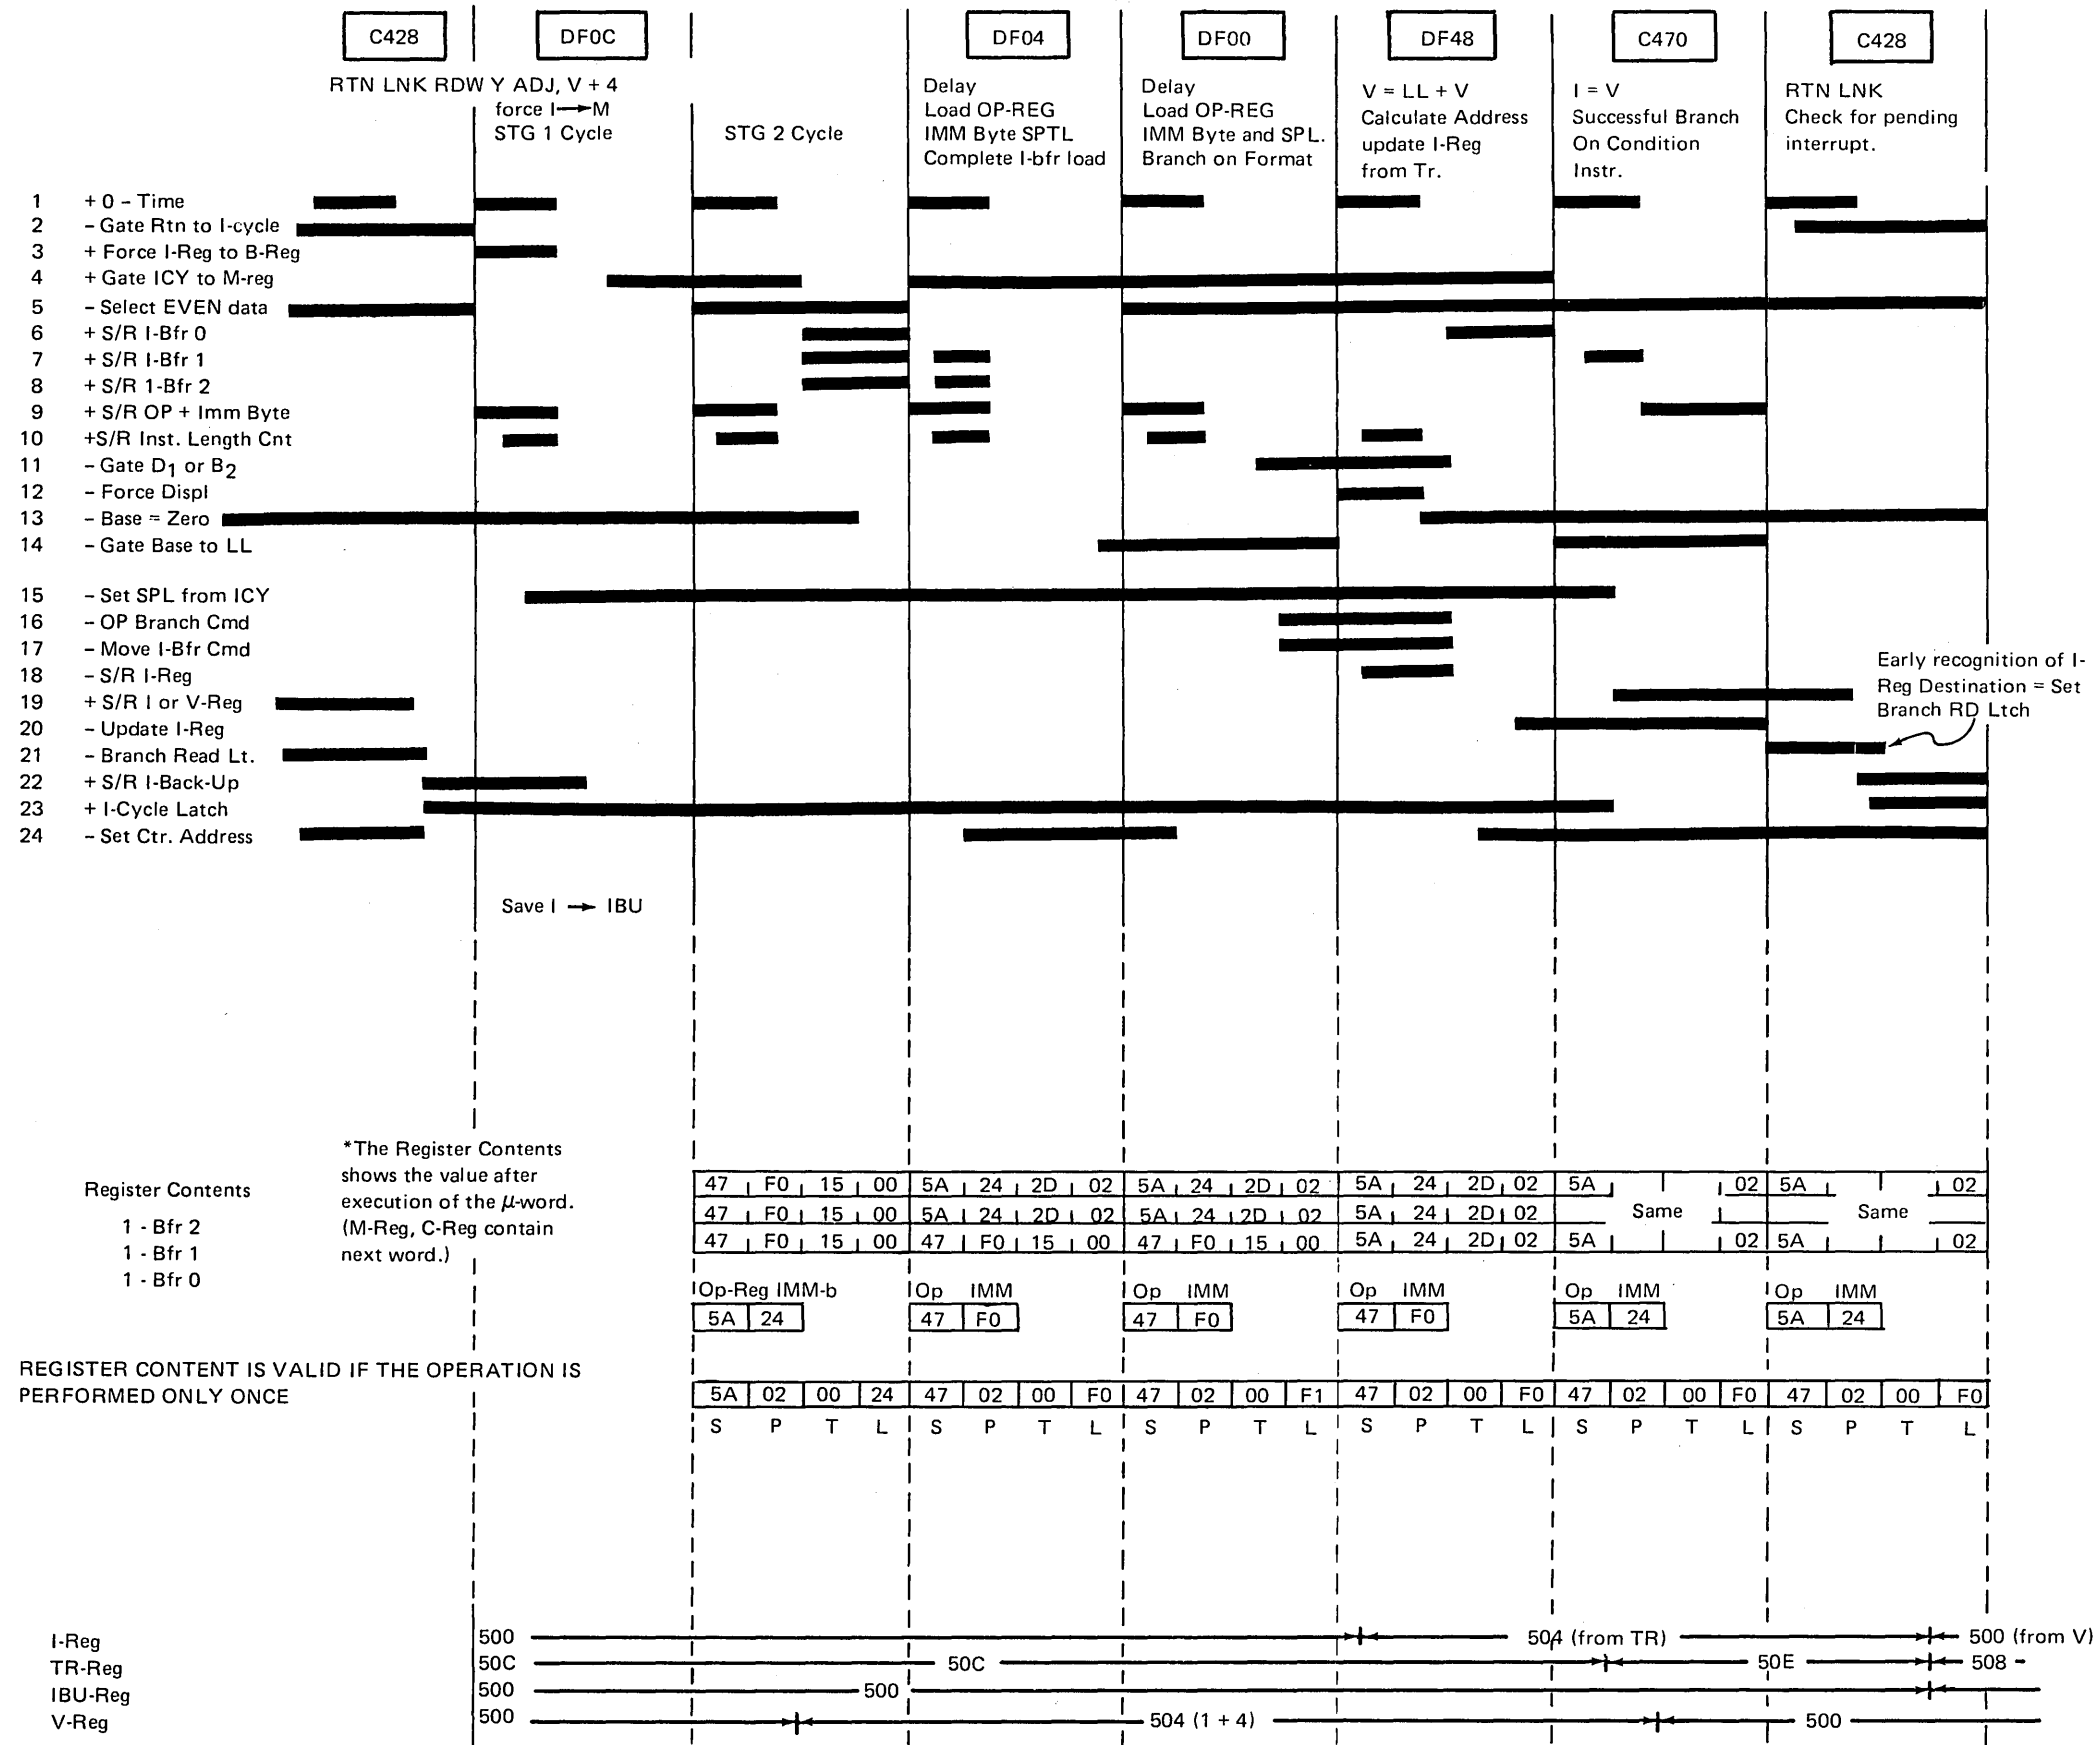 C428 DF0C DF04 DF00 DF48 C470 C428
RTN LNK RDW Y ADJ, V + 4
force I→M
STG 1 Cycle
STG 2 Cycle
Delay
Load OP-REG
IMM Byte SPTL
Complete I-bfr load
Delay
Load OP-REG
IMM Byte and SPL.
Branch on Format
V = LL + V
Calculate Address
update I-Reg
from Tr.
I = V
Successful Branch
On Condition
Instr.
RTN LNK
Check for pending
interrupt.
1 + 0 – Time
2 – Gate Rtn to I-cycle
3 + Force I-Reg to B-Reg
4 + Gate ICY to M-reg
5 – Select EVEN data
6 + S/R I-Bfr 0
7 + S/R I-Bfr 1
8 + S/R 1-Bfr 2
9 + S/R OP + Imm Byte
10 +S/R Inst. Length Cnt
11 – Gate D1 or B2
12 – Force Displ
13 – Base = Zero
14 – Gate Base to LL
15 – Set SPL from ICY
16 – OP Branch Cmd
17 – Move I-Bfr Cmd
18 – S/R I-Reg
19 + S/R I or V-Reg
20 – Update I-Reg
21 – Branch Read Lt.
22 + S/R I-Back-Up
23 + I-Cycle Latch
24 – Set Ctr. Address
Early recognition of I-
Reg Destination = Set
Branch RD Ltch
Save I → IBU
*The Register Contents
shows the value after
execution of the μ-word.
(M-Reg, C-Reg contain
next word.)
Register Contents
1 - Bfr 2
1 - Bfr 1
1 - Bfr 0
47 F0 15 00 5A 24 2D 02 5A 24 2D 02 5A 24 2D 02 5A 02 5A 02
47 F0 15 00 5A 24 2D 02 5A 24 2D 02 5A 24 2D 02 Same Same
47 F0 15 00 47 F0 15 00 47 F0 15 00 5A 24 2D 02 5A 02 5A 02
Op-Reg IMM-b Op IMM Op IMM Op IMM Op IMM Op IMM
5A 24 47 F0 47 F0 47 F0 5A 24 5A 24
REGISTER CONTENT IS VALID IF THE OPERATION IS
PERFORMED ONLY ONCE
5A 02 00 24 47 02 00 F0 47 02 00 F1 47 02 00 F0 47 02 00 F0 47 02 00 F0
S P T L S P T L S P T L S P T L S P T L S P T L
I-Reg 500 504 (from TR) 500 (from V)
TR-Reg 50C 50C 50E 508
IBU-Reg 500 500
V-Reg 500 504 (1 + 4) 500